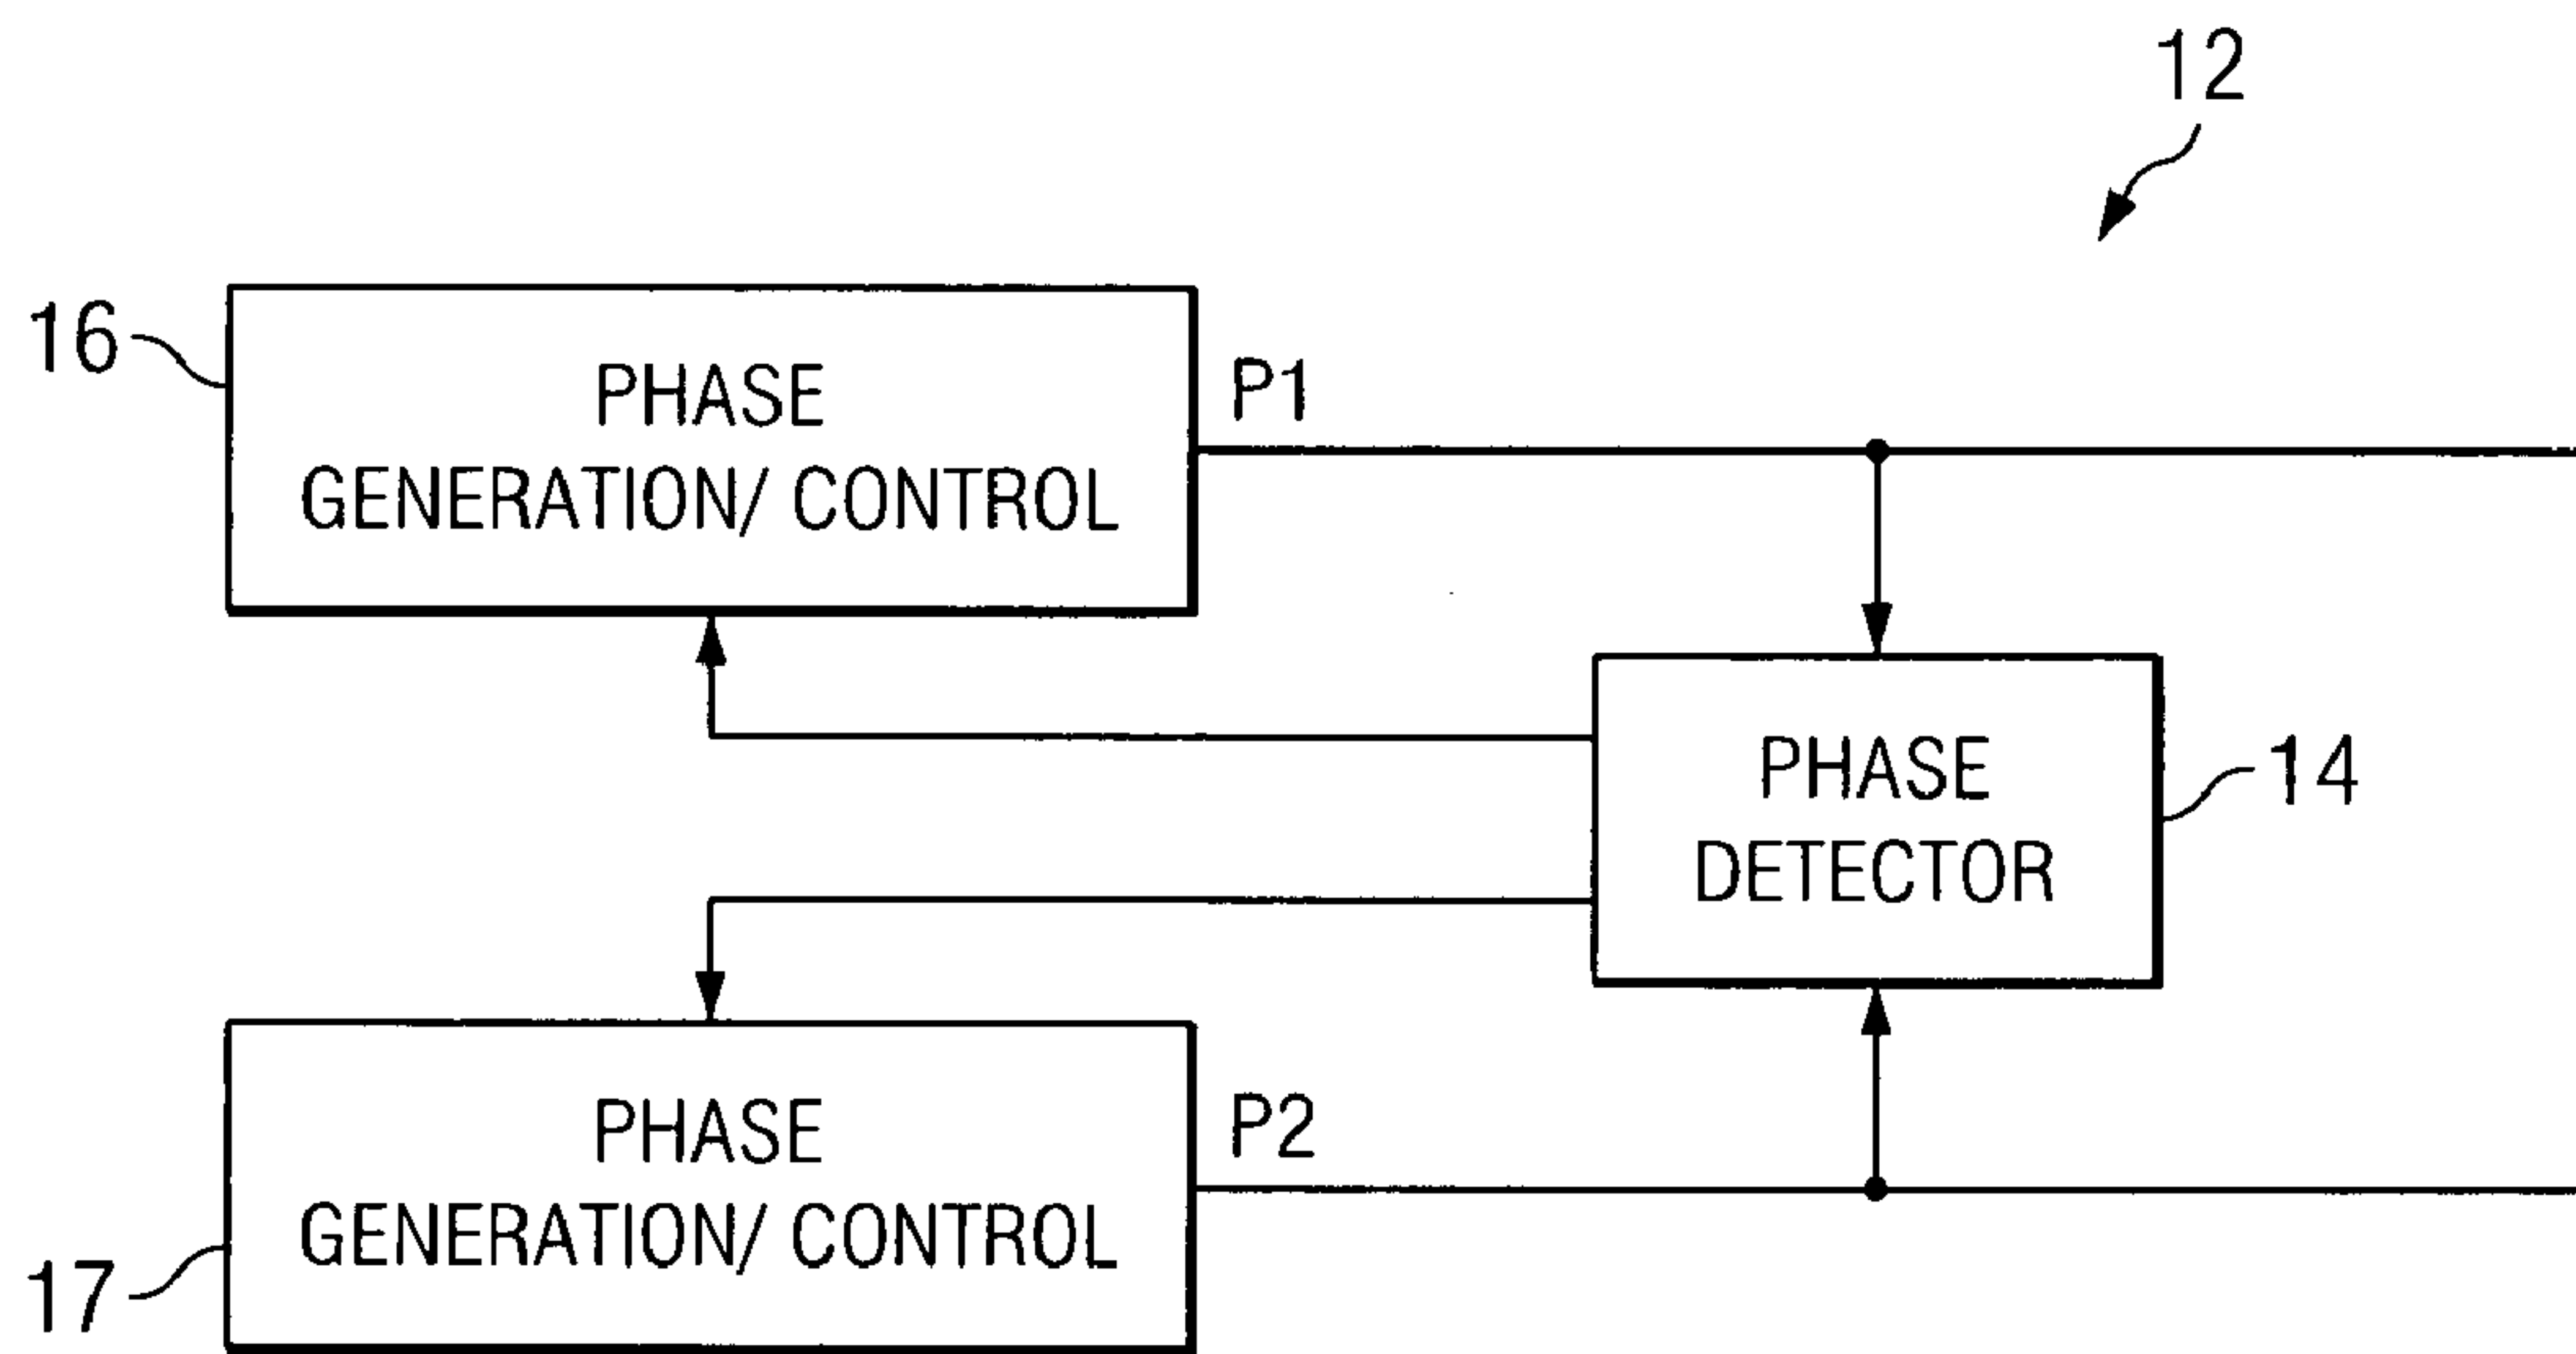 12
16
PHASE
GENERATION/ CONTROL
P1
PHASE
DETECTOR
14
PHASE
GENERATION/ CONTROL
P2
17